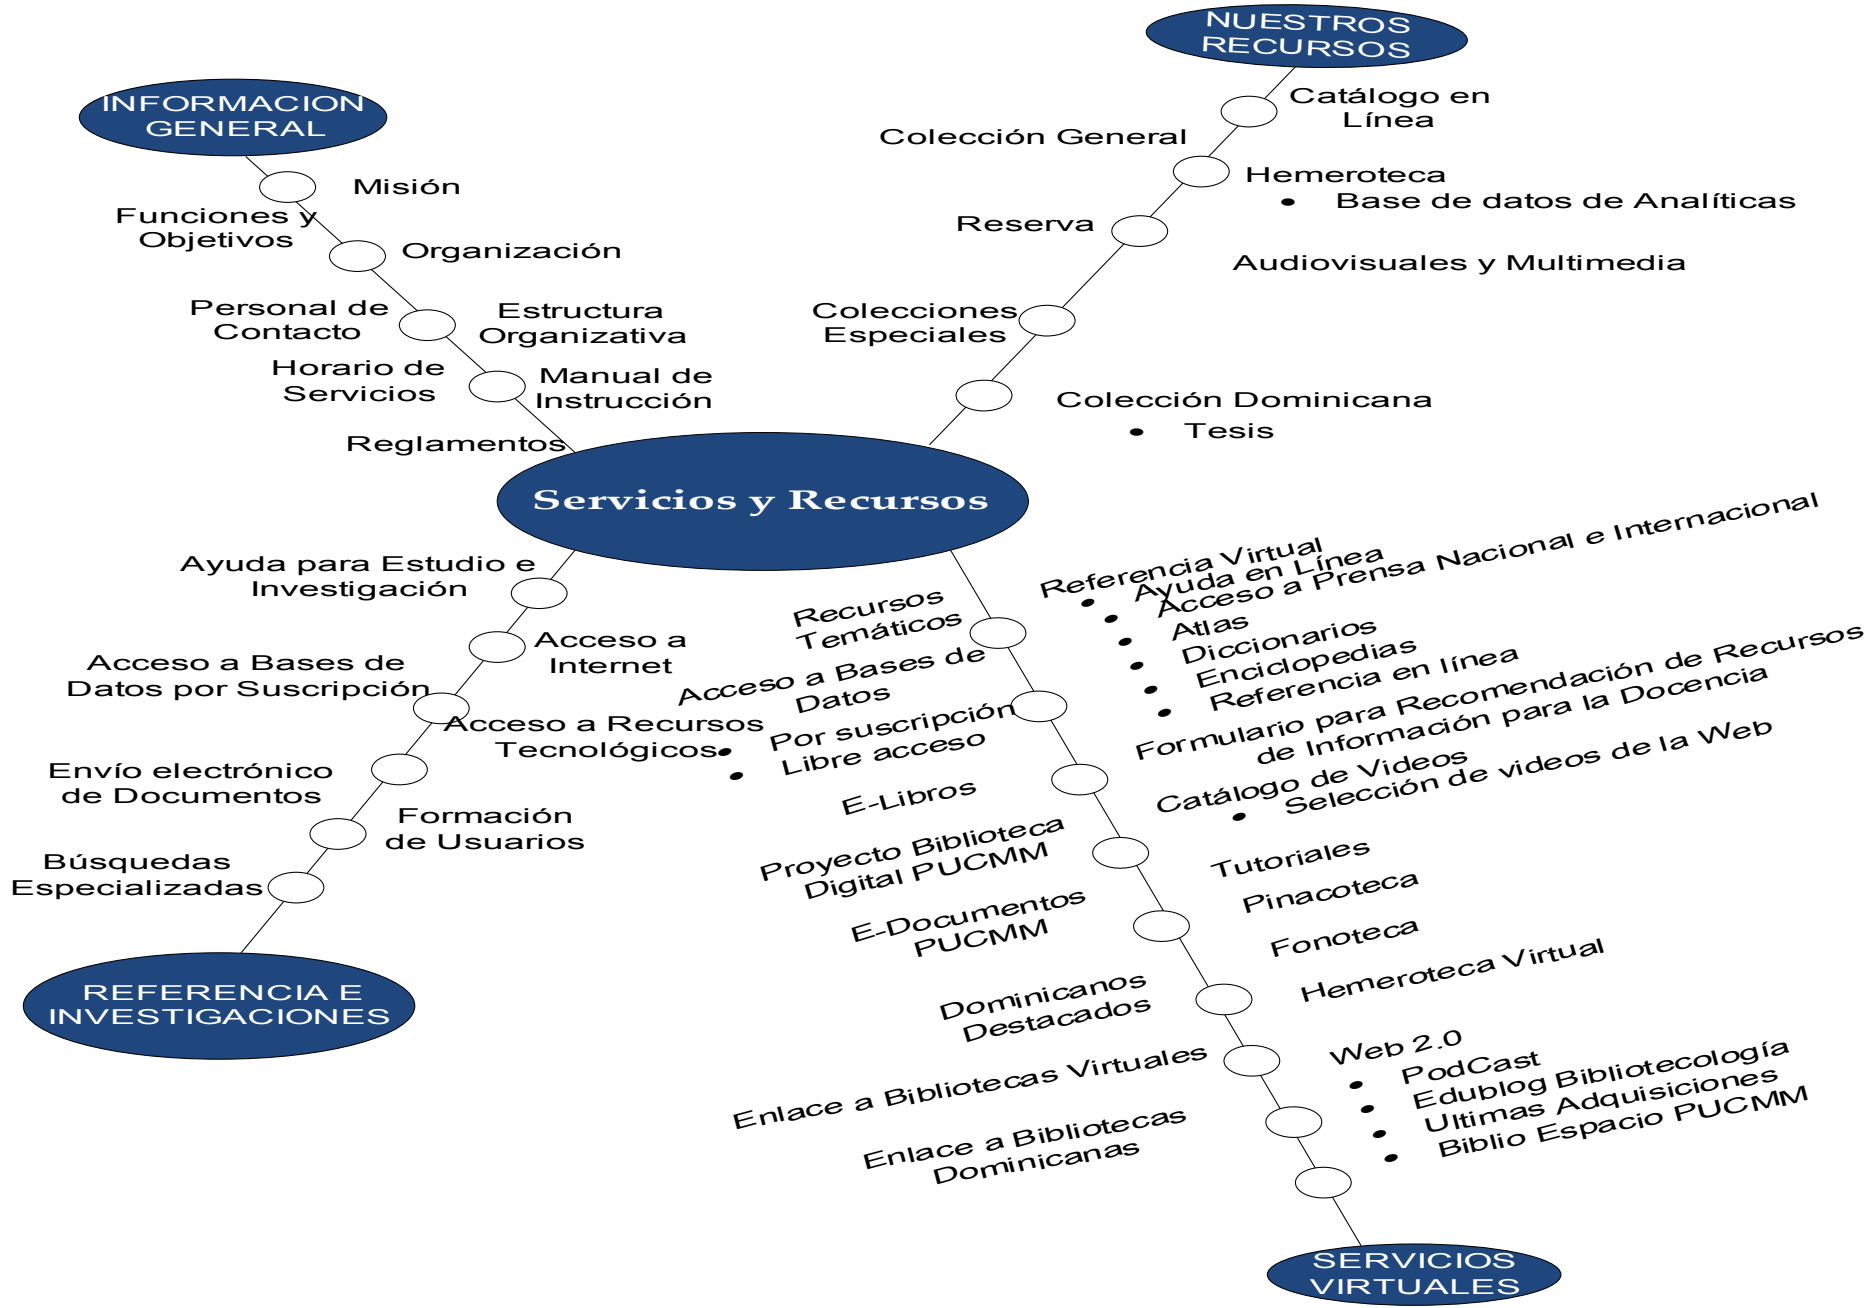 NUESTROS
RECURSOS
Catálogo en
Línea
Colección General
Hemeroteca
• Base de datos de Analíticas
Reserva
Audiovisuales y Multimedia
Colecciones
Especiales
Colección Dominicana
• Tesis
INFORMACION
GENERAL
Misión
Funciones y
Objetivos
Organización
Personal de
Contacto
Estructura
Organizativa
Horario de
Servicios
Manual de
Instrucción
Reglamentos
Servicios y Recursos
Ayuda para Estudio e
Investigación
Acceso a
Internet
Acceso a Bases de
Datos por Suscripción
Acceso a Recursos
Tecnológicos
Envío electrónico
de Documentos
Formación
de Usuarios
Búsquedas
Especializadas
REFERENCIA E
INVESTIGACIONES
Recursos
Temáticos
Acceso a Bases de
Datos
• Por suscripción
• Libre acceso
E-Libros
Proyecto Biblioteca
Digital PUCMM
E-Documentos
PUCMM
Dominicanos
Destacados
Enlace a Bibliotecas Virtuales
Enlace a Bibliotecas
Dominicanas
Referencia Virtual
• Ayuda en Línea
• Acceso a Prensa Nacional e Internacional
• Atlas
• Diccionarios
• Enciclopedias
• Referencia en línea
Formulario para Recomendación de Recursos
de Información para la Docencia
Catálogo de Videos
• Selección de videos de la Web
Tutoriales
Pinacoteca
Fonoteca
Hemeroteca Virtual
Web 2.0
• PodCast
• Edublog Bibliotecología
• Ultimas Adquisiciones
• Biblio Espacio PUCMM
SERVICIOS
VIRTUALES